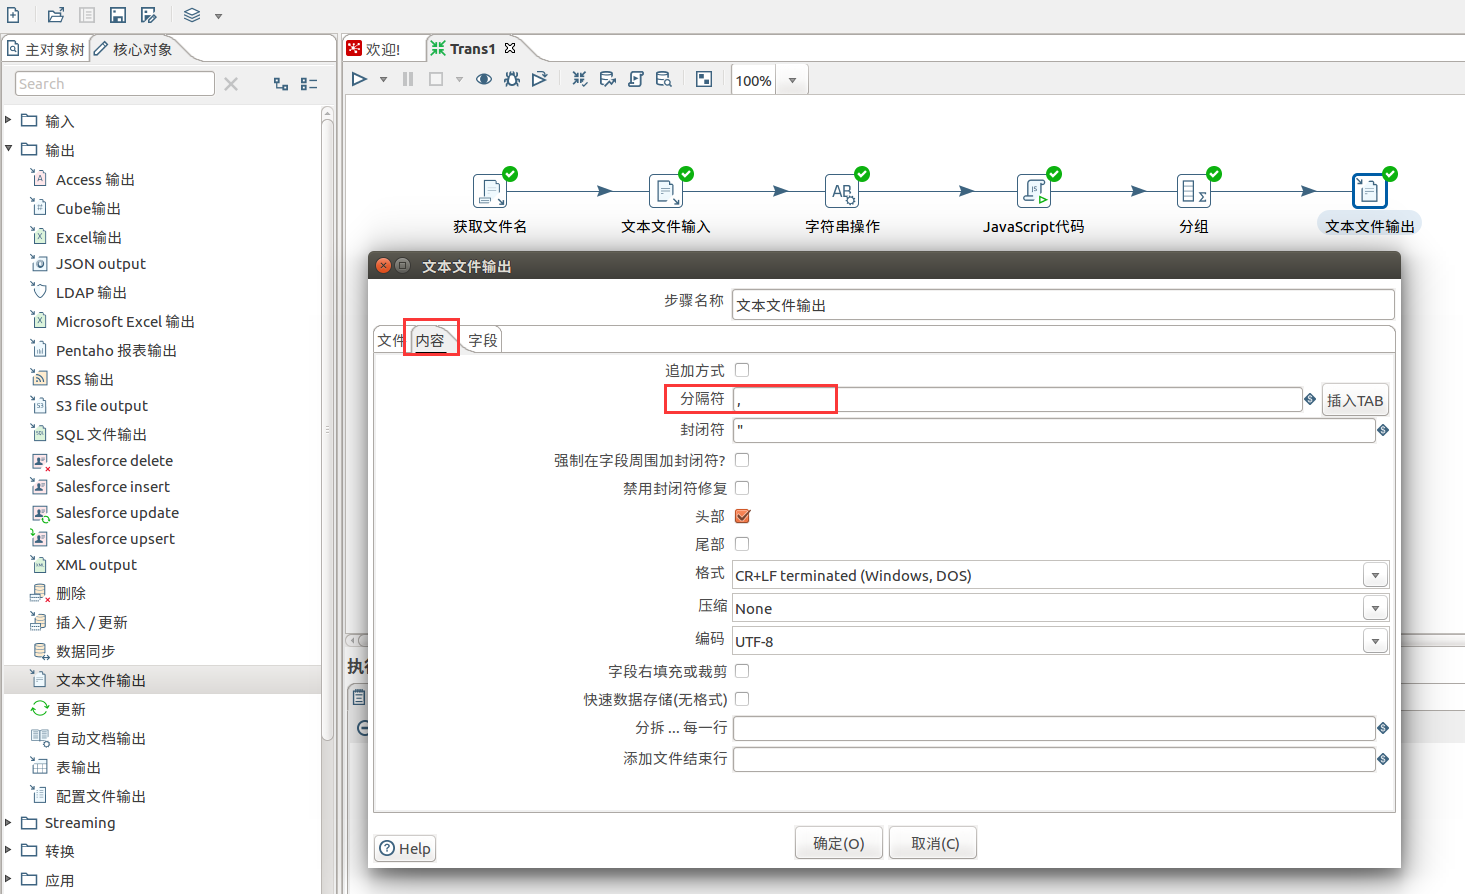 主对象树
核心对象
欢迎!
Trans1
Search
100%
输入
输出
Access 输出
Cube输出
Excel输出
JSON output
LDAP 输出
Microsoft Excel 输出
Pentaho 报表输出
RSS 输出
S3 file output
SQL 文件输出
Salesforce delete
Salesforce insert
Salesforce update
Salesforce upsert
XML output
删除
插入 / 更新
数据同步
文本文件输出
更新
自动文档输出
表输出
配置文件输出
Streaming
转换
应用
获取文件名
文本文件输入
字符串操作
JavaScript代码
分组
文本文件输出
文本文件输出
步骤名称
文本文件输出
文件
内容
字段
追加方式
分隔符
,
插入TAB
封闭符
"
强制在字段周围加封闭符?
禁用封闭符修复
头部
尾部
格式
CR+LF terminated (Windows, DOS)
压缩
None
编码
UTF-8
字段右填充或裁剪
快速数据存储(无格式)
分拆 ... 每一行
添加文件结束行
Help
确定(O)
取消(C)